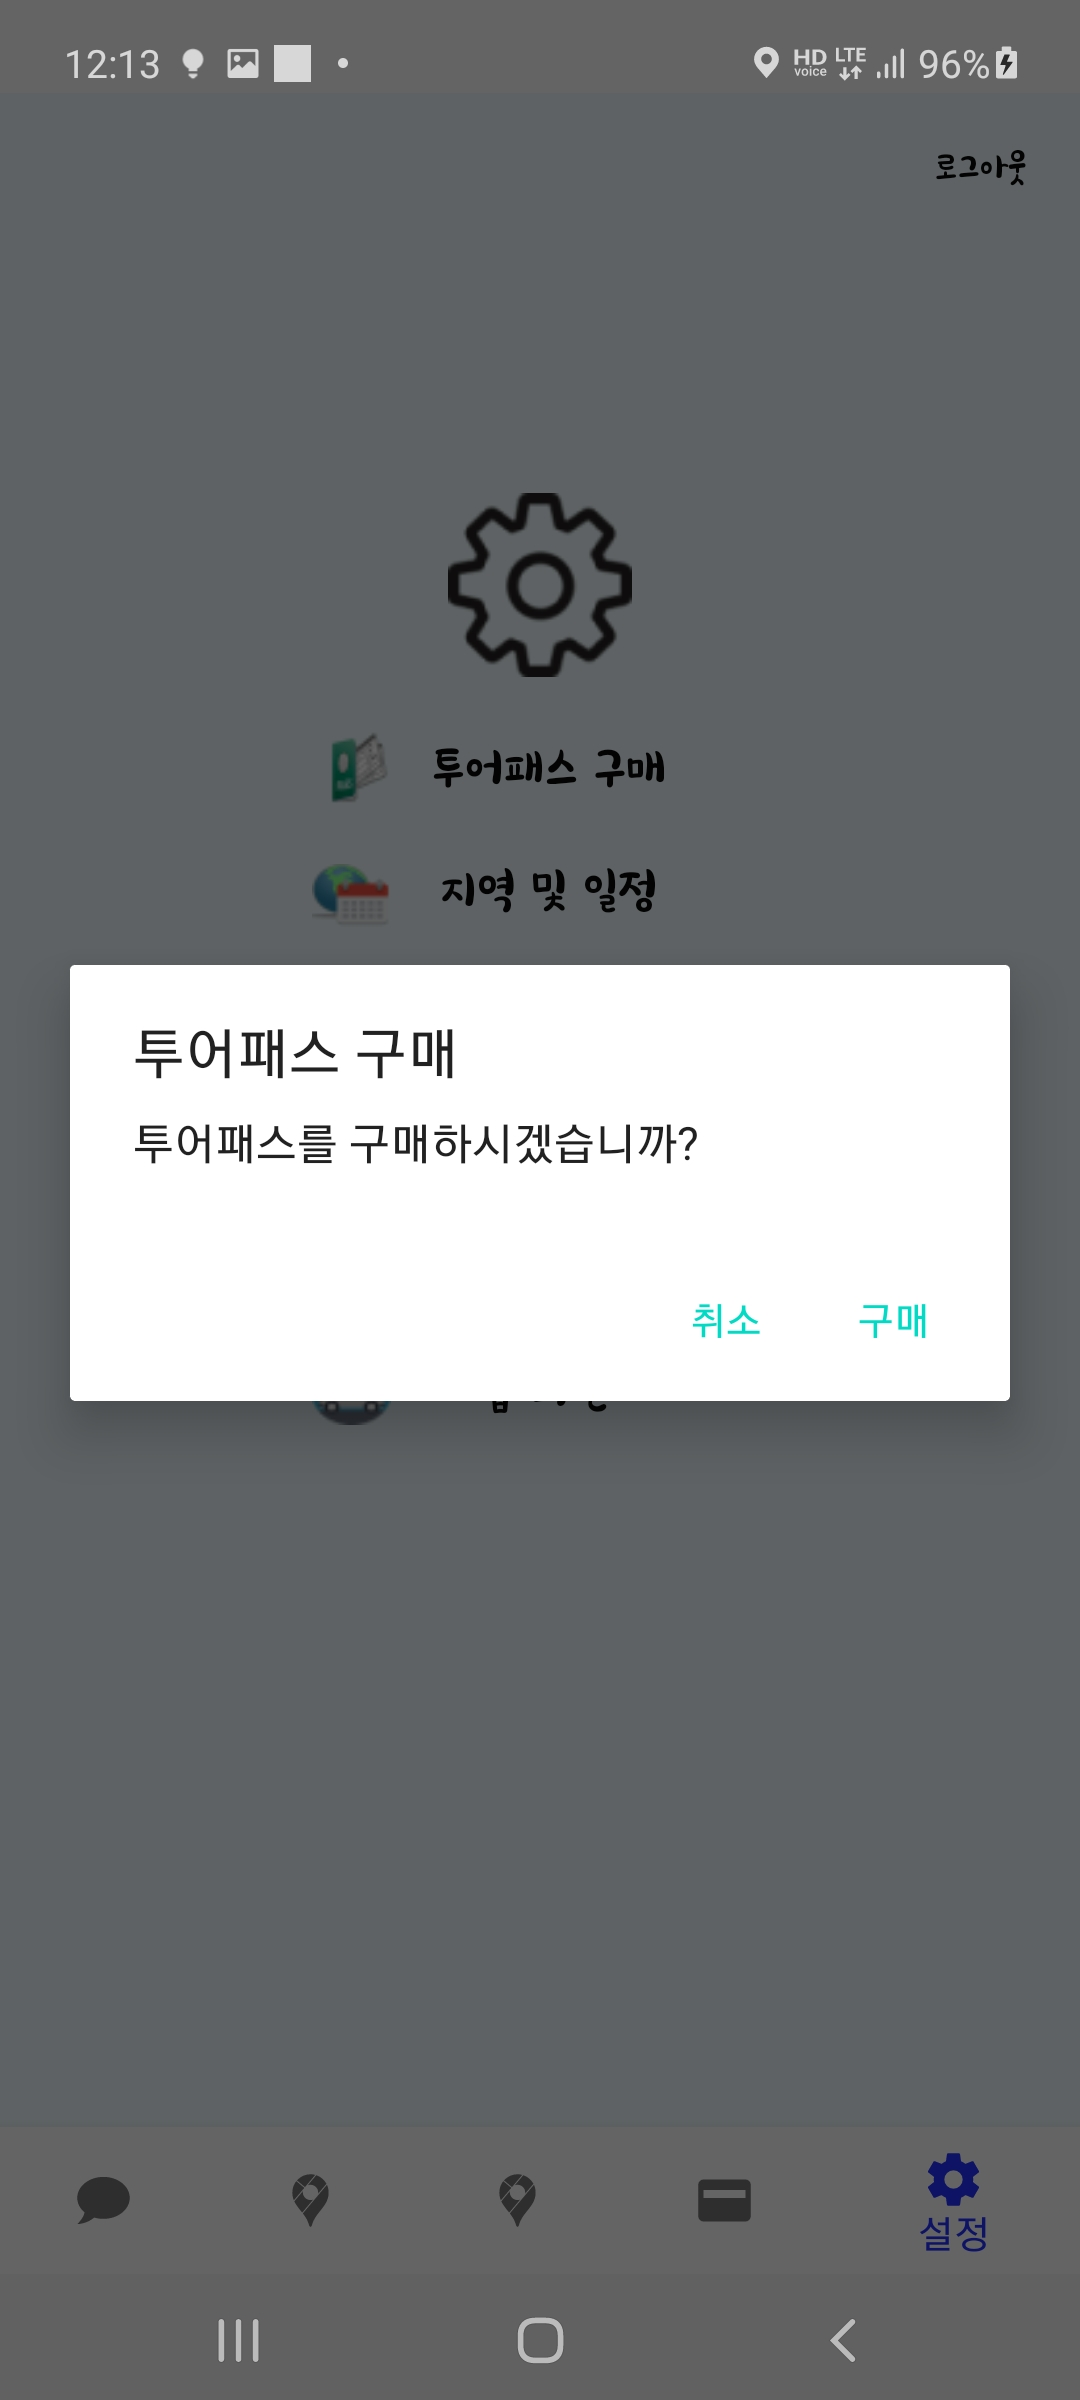 12:13
HD voice LTE 96%
로그아웃
투어패스 구매
지역 및 일정
투어패스 구매
투어패스를 구매하시겠습니까?
취소 구매
설정